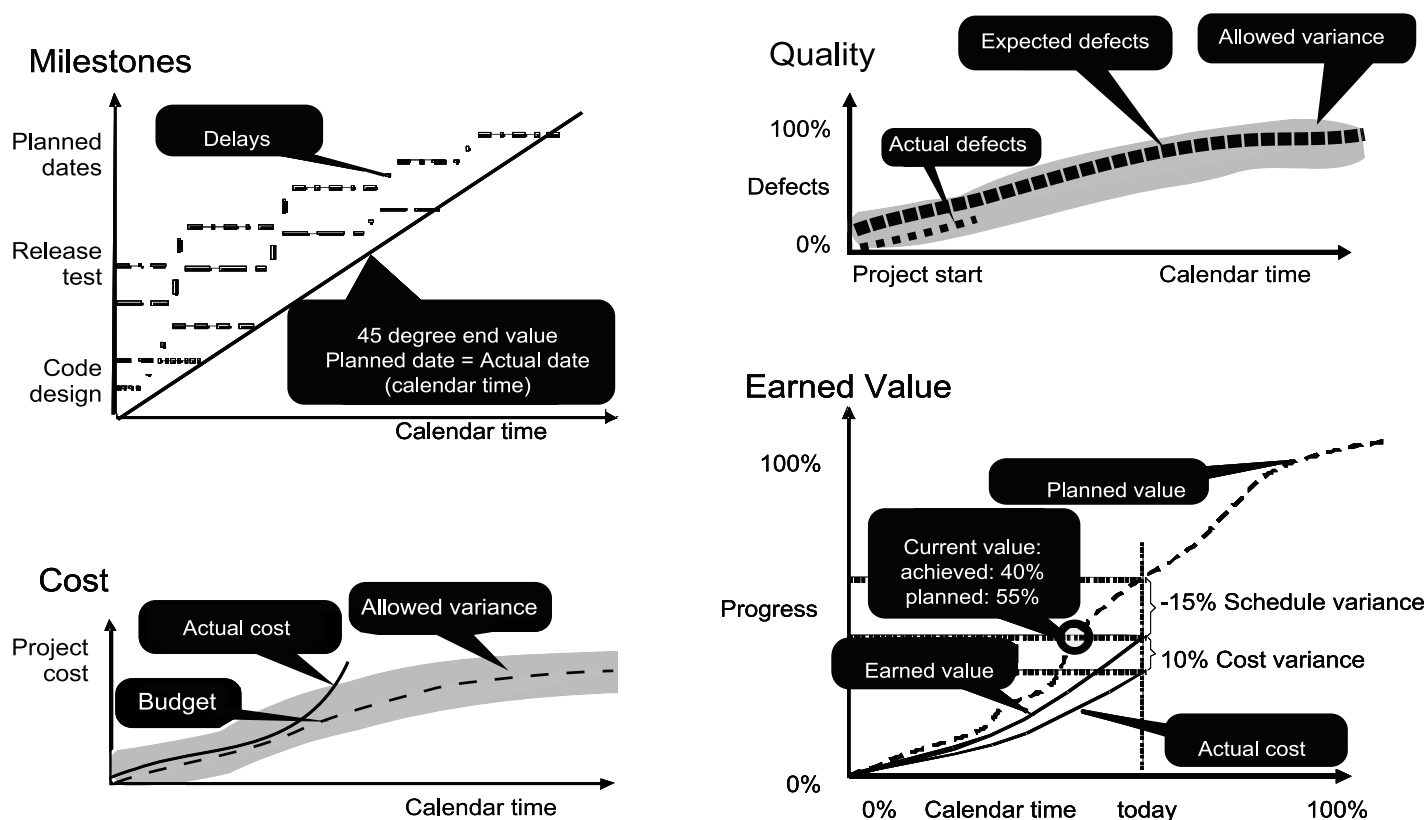 Milestones
Planned
dates
Delays
Release
test
45 degree end value
Planned date = Actual date
(calendar time)
Code
design
Calendar time
Quality
Expected defects
Allowed variance
100%
Actual defects
Defects
0%
Project start
Calendar time
Cost
Actual cost
Allowed variance
Project
cost
Budget
Calendar time
Earned Value
100%
Planned value
Current value:
achieved: 40%
planned: 55%
Progress
-15% Schedule variance
Earned value
10% Cost variance
Actual cost
0%
0%
Calendar time
today
100%